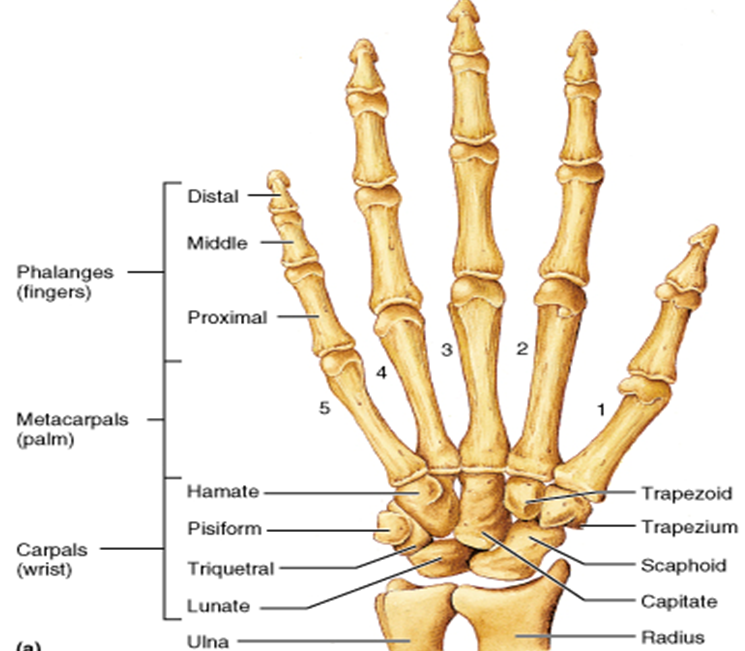 Distal
Middle
Phalanges
(fingers)
Proximal
3
2
4
5
1
Metacarpals
(palm)
Hamate
Trapezoid
Pisiform
Trapezium
Carpals
(wrist)
Triquetral
Scaphoid
Lunate
Capitate
(a)
Ulna
Radius